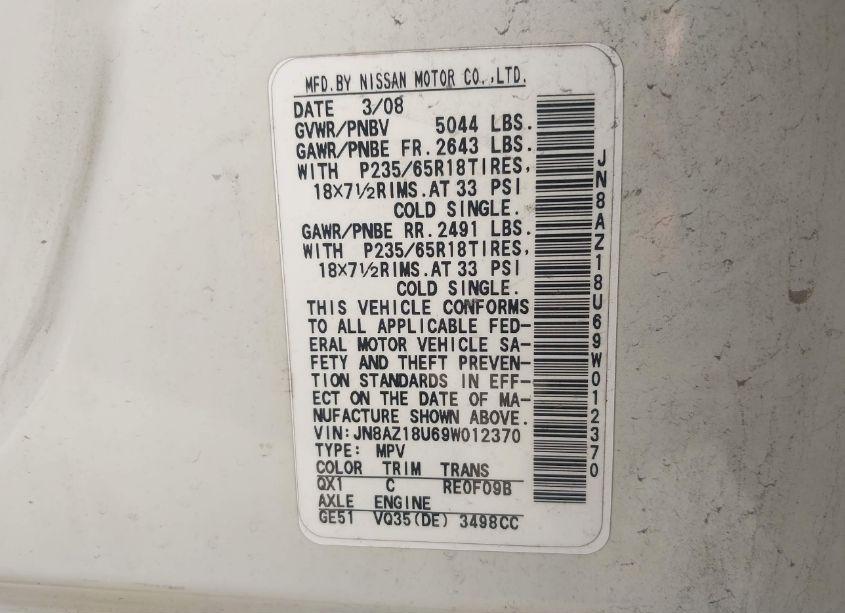 MFD.BY NISSAN MOTOR CO.,LTD.
DATE 3/08
GVWR/PNBV 5044 LBS.
GAWR/PNBE FR.2643 LBS.
WITH P235/65R18TIRES,
18×7½RIMS.AT 33 PSI
COLD SINGLE.
GAWR/PNBE RR.2491 LBS.
WITH P235/65R18TIRES,
18×7½RIMS.AT 33 PSI
COLD SINGLE.
THIS VEHICLE CONFORMS
TO ALL APPLICABLE FED-
ERAL MOTOR VEHICLE SA-
FETY AND THEFT PREVEN-
TION STANDARDS IN EFF-
ECT ON THE DATE OF MA-
NUFACTURE SHOWN ABOVE.
VIN:JN8AZ18U69W012370
TYPE: MPV
COLOR TRIM TRANS
QX1 C RE0F09B
AXLE ENGINE
GE51 VQ35(DE) 3498CC
JN8AZ18U69W012370